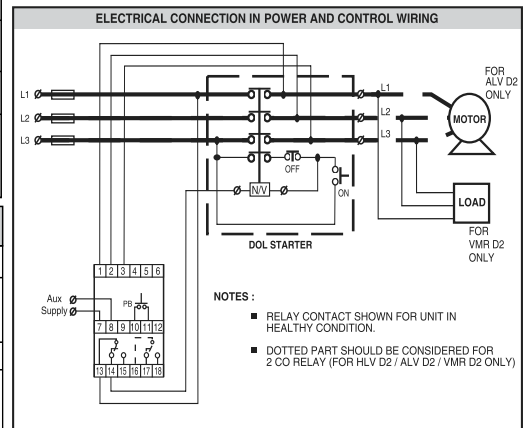 ELECTRICAL CONNECTION IN POWER AND CONTROL WIRING
FOR
ALV D2
ONLY
L1
L1
L2
L2
MOTOR
L3
L3
OFF
N/V
ON
LOAD
DOL STARTER
FOR
VMR D2
ONLY
1 2 3 4 5 6
Aux
Supply
PB
7 8 9 10 11 12
13 14 15 16 17 18
NOTES :
RELAY CONTACT SHOWN FOR UNIT IN
HEALTHY CONDITION.
DOTTED PART SHOULD BE CONSIDERED FOR
2 CO RELAY (FOR HLV D2 / ALV D2 / VMR D2 ONLY)